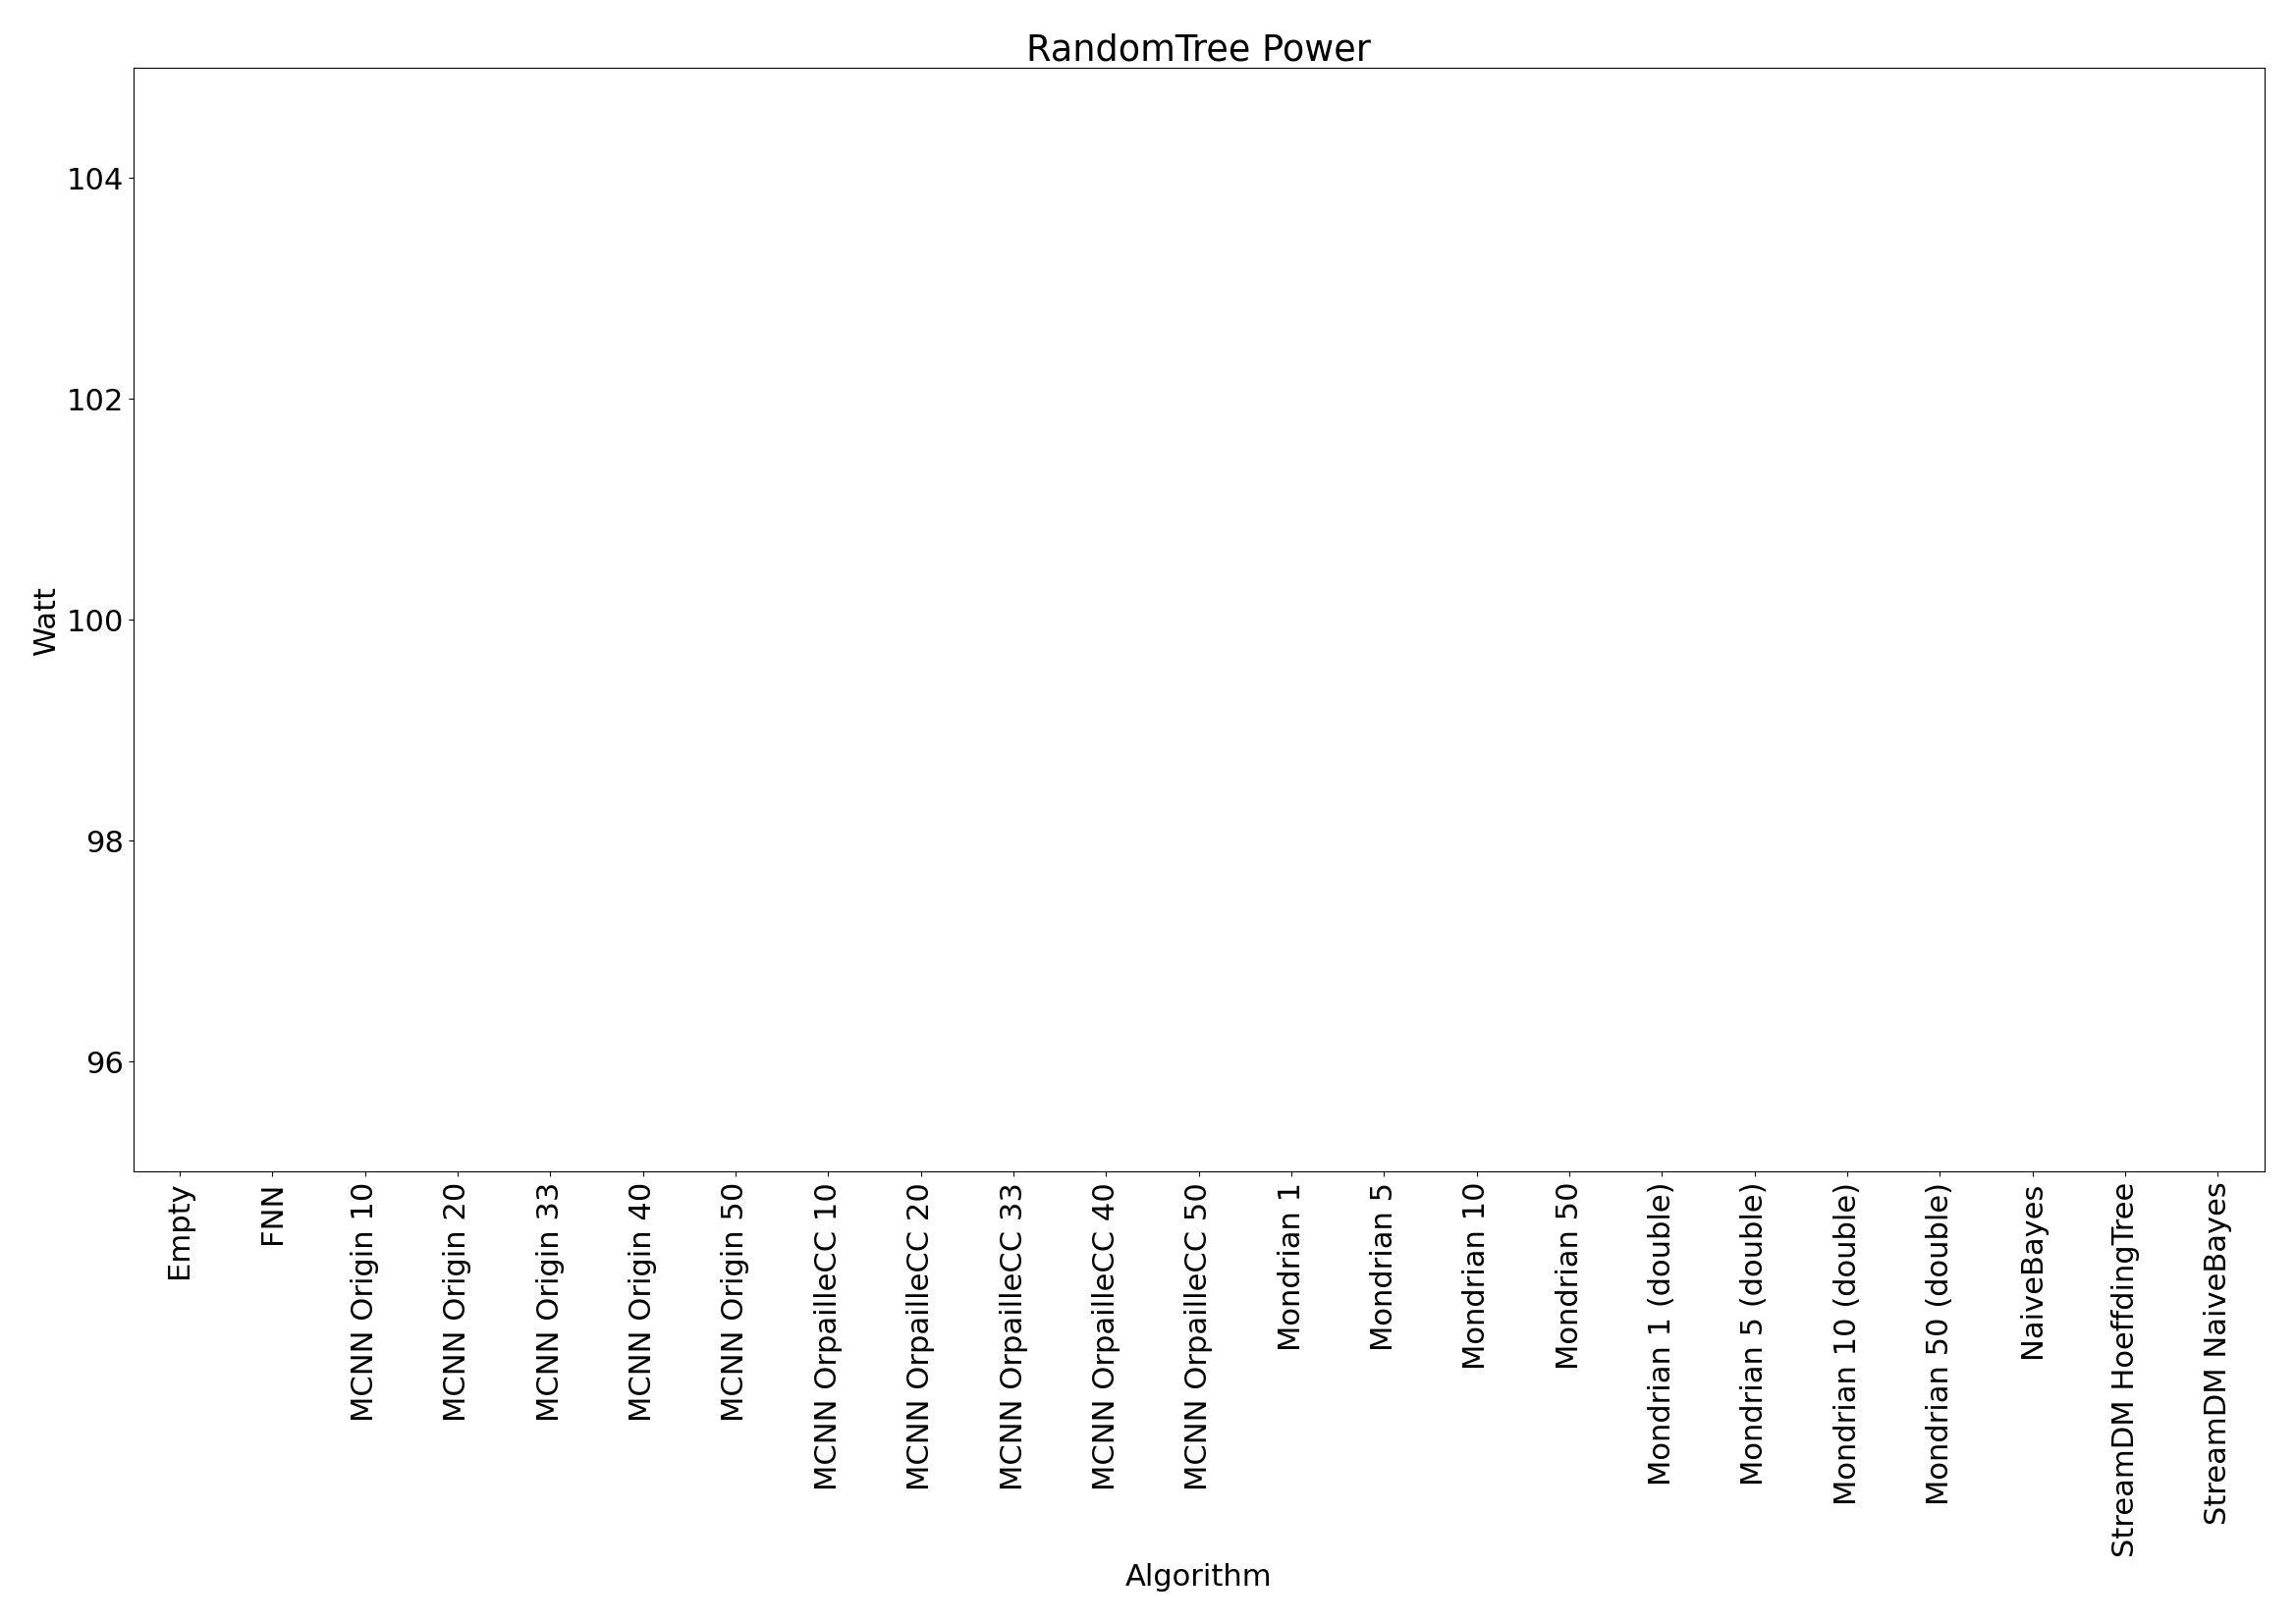 RandomTree Power
Watt
104
102
100
98
96
Empty
FNN
MCNN Origin 10
MCNN Origin 20
MCNN Origin 33
MCNN Origin 40
MCNN Origin 50
MCNN OrpailleCC 10
MCNN OrpailleCC 20
MCNN OrpailleCC 33
MCNN OrpailleCC 40
MCNN OrpailleCC 50
Mondrian 1
Mondrian 5
Mondrian 10
Mondrian 50
Mondrian 1 (double)
Mondrian 5 (double)
Mondrian 10 (double)
Mondrian 50 (double)
NaiveBayes
StreamDM HoeffdingTree
StreamDM NaiveBayes
Algorithm